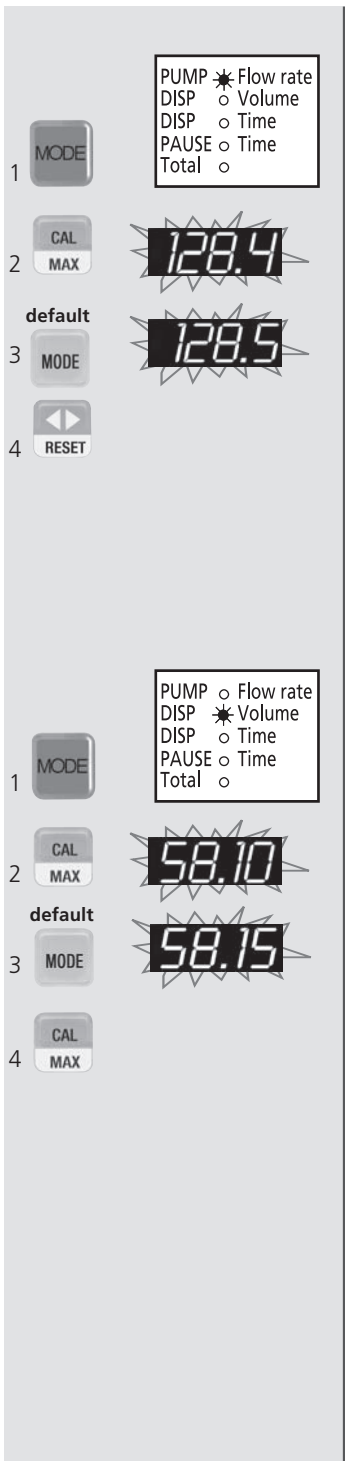 PUMP Flow rate
DISP Volume
DISP Time
PAUSE Time
Total
1 MODE
2 CAL
MAX
128.4
default
3 MODE
128.5
4 RESET
PUMP Flow rate
DISP Volume
DISP Time
PAUSE Time
Total
1 MODE
2 CAL
MAX
58.10
default
3 MODE
58.15
4 CAL
MAX